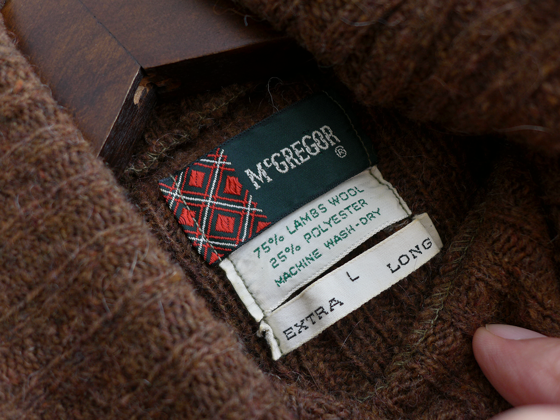 McGREGOR®
75% LAMBS WOOL
25% POLYESTER
MACHINE WASH-DRY
EXTRA L LONG